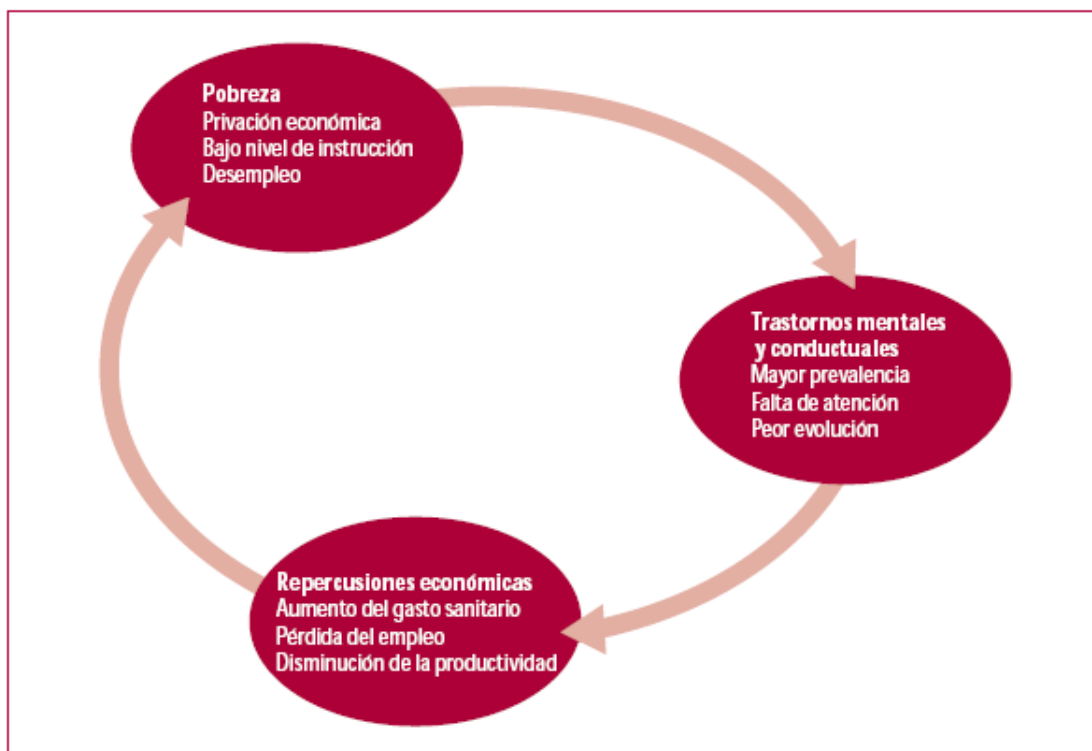 Pobreza
Privación económica
Bajo nivel de instrucción
Desempleo
Trastornos mentales
y conductuales
Mayor prevalencia
Falta de atención
Peor evolución
Repercusiones económicas
Aumento del gasto sanitario
Pérdida del empleo
Disminución de la productividad